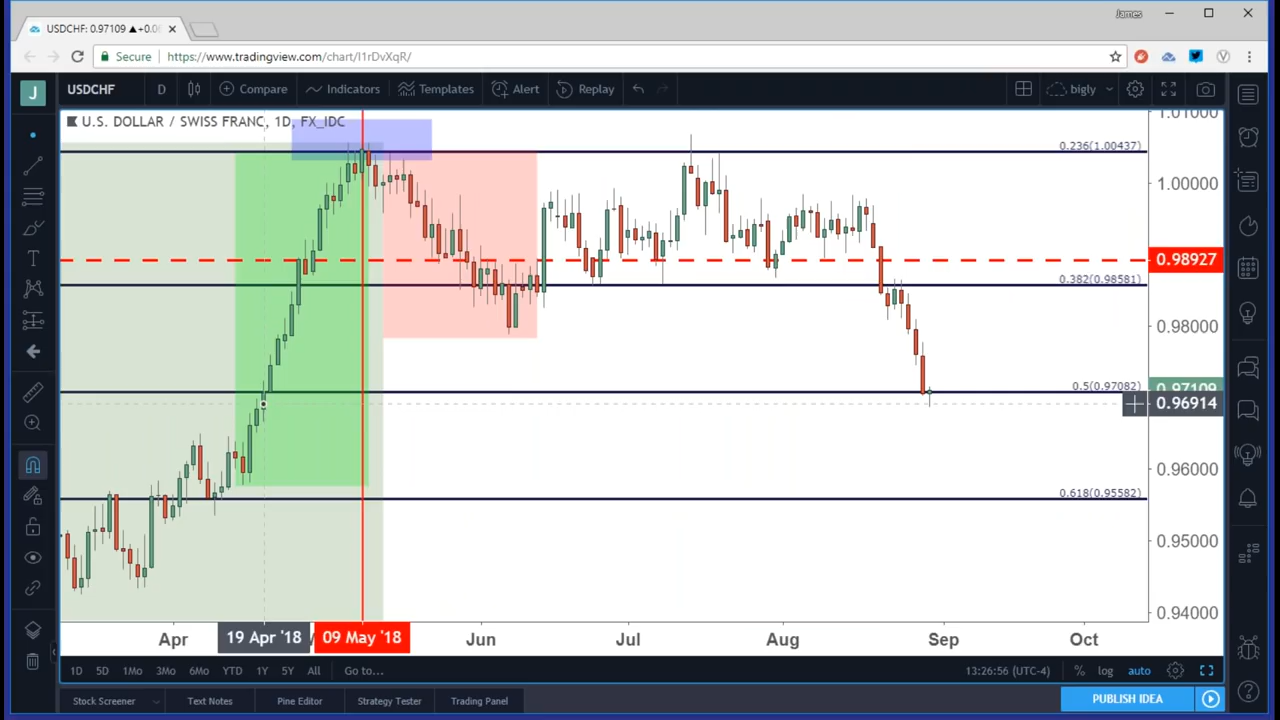 James
USDCHF: 0.97109 ▲+0.0
Secure https://www.tradingview.com/chart/I1rDvXqR/
J USDCHF D Compare Indicators Templates Alert Replay bigly
U.S. DOLLAR / SWISS FRANC, 1D, FX_IDC
1.01000
0.236(1.00437)
1.00000
0.98927
0.382(0.98581)
0.98000
0.5(0.97082) 0.97109
0.96914
0.96000
0.618(0.95582)
0.95000
0.94000
Apr 19 Apr '18 09 May '18 Jun Jul Aug Sep Oct
1D 5D 1Mo 3Mo 6Mo YTD 1Y 5Y All Go to... 13:26:56 (UTC-4) % log auto
Stock Screener Text Notes Pine Editor Strategy Tester Trading Panel PUBLISH IDEA